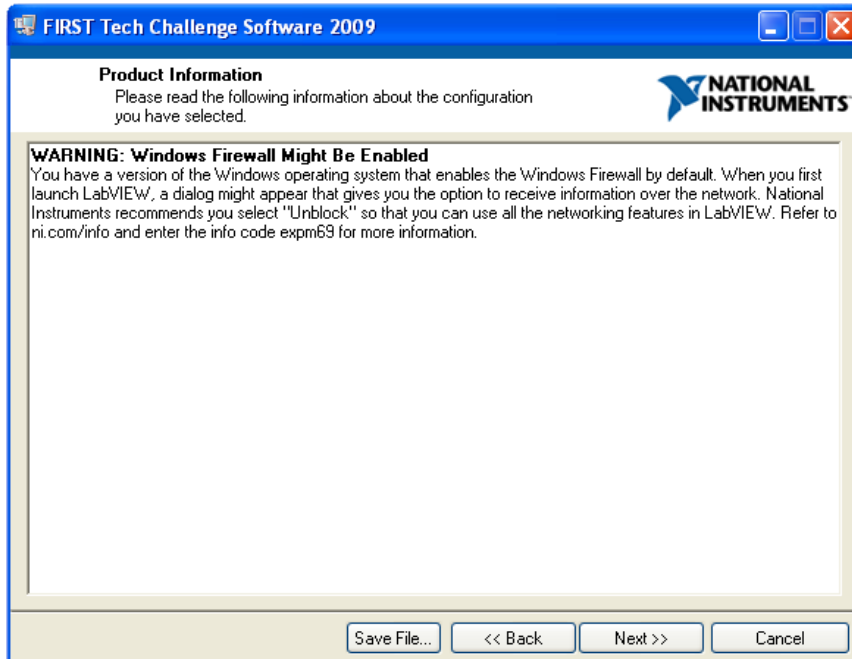 FIRST Tech Challenge Software 2009
Product Information
Please read the following information about the configuration
you have selected.
NATIONAL
INSTRUMENTS
WARNING: Windows Firewall Might Be Enabled
You have a version of the Windows operating system that enables the Windows Firewall by default. When you first
launch LabVIEW, a dialog might appear that gives you the option to receive information over the network. National
Instruments recommends you select "Unblock" so that you can use all the networking features in LabVIEW. Refer to
ni.com/info and enter the info code expm69 for more information.
Save File... << Back Next >> Cancel